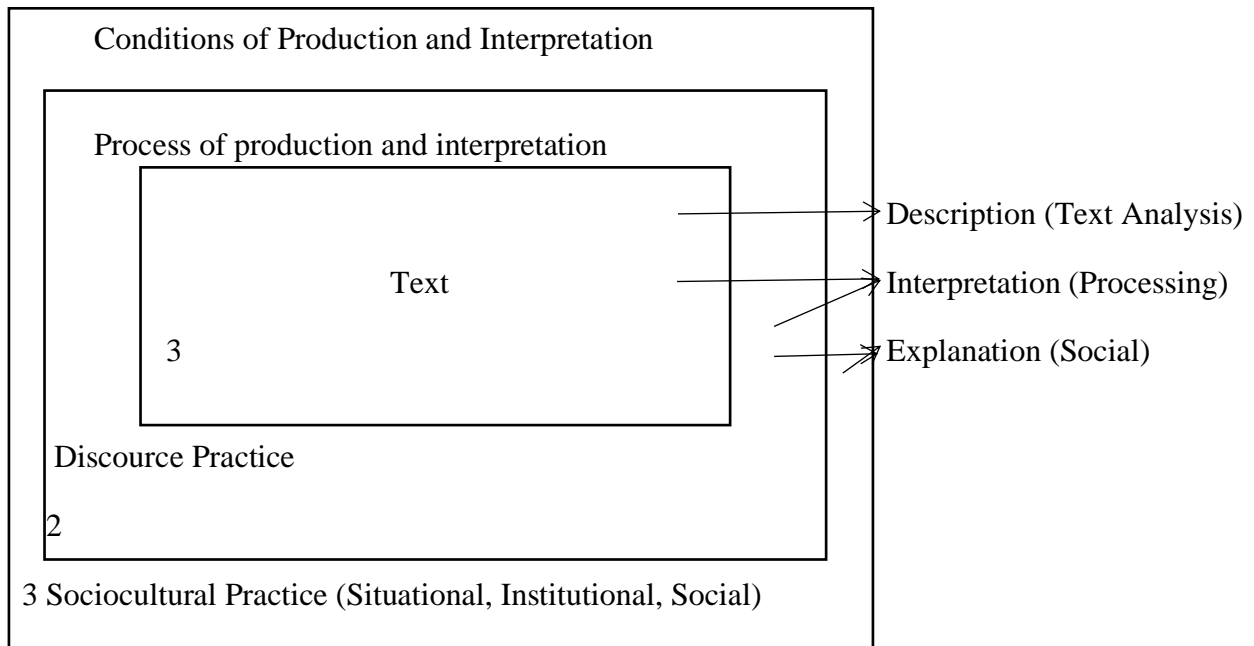 Conditions of Production and Interpretation
Process of production and interpretation
Description (Text Analysis)
Text
Interpretation (Processing)
3
Explanation (Social)
Discource Practice
2
3 Sociocultural Practice (Situational, Institutional, Social)